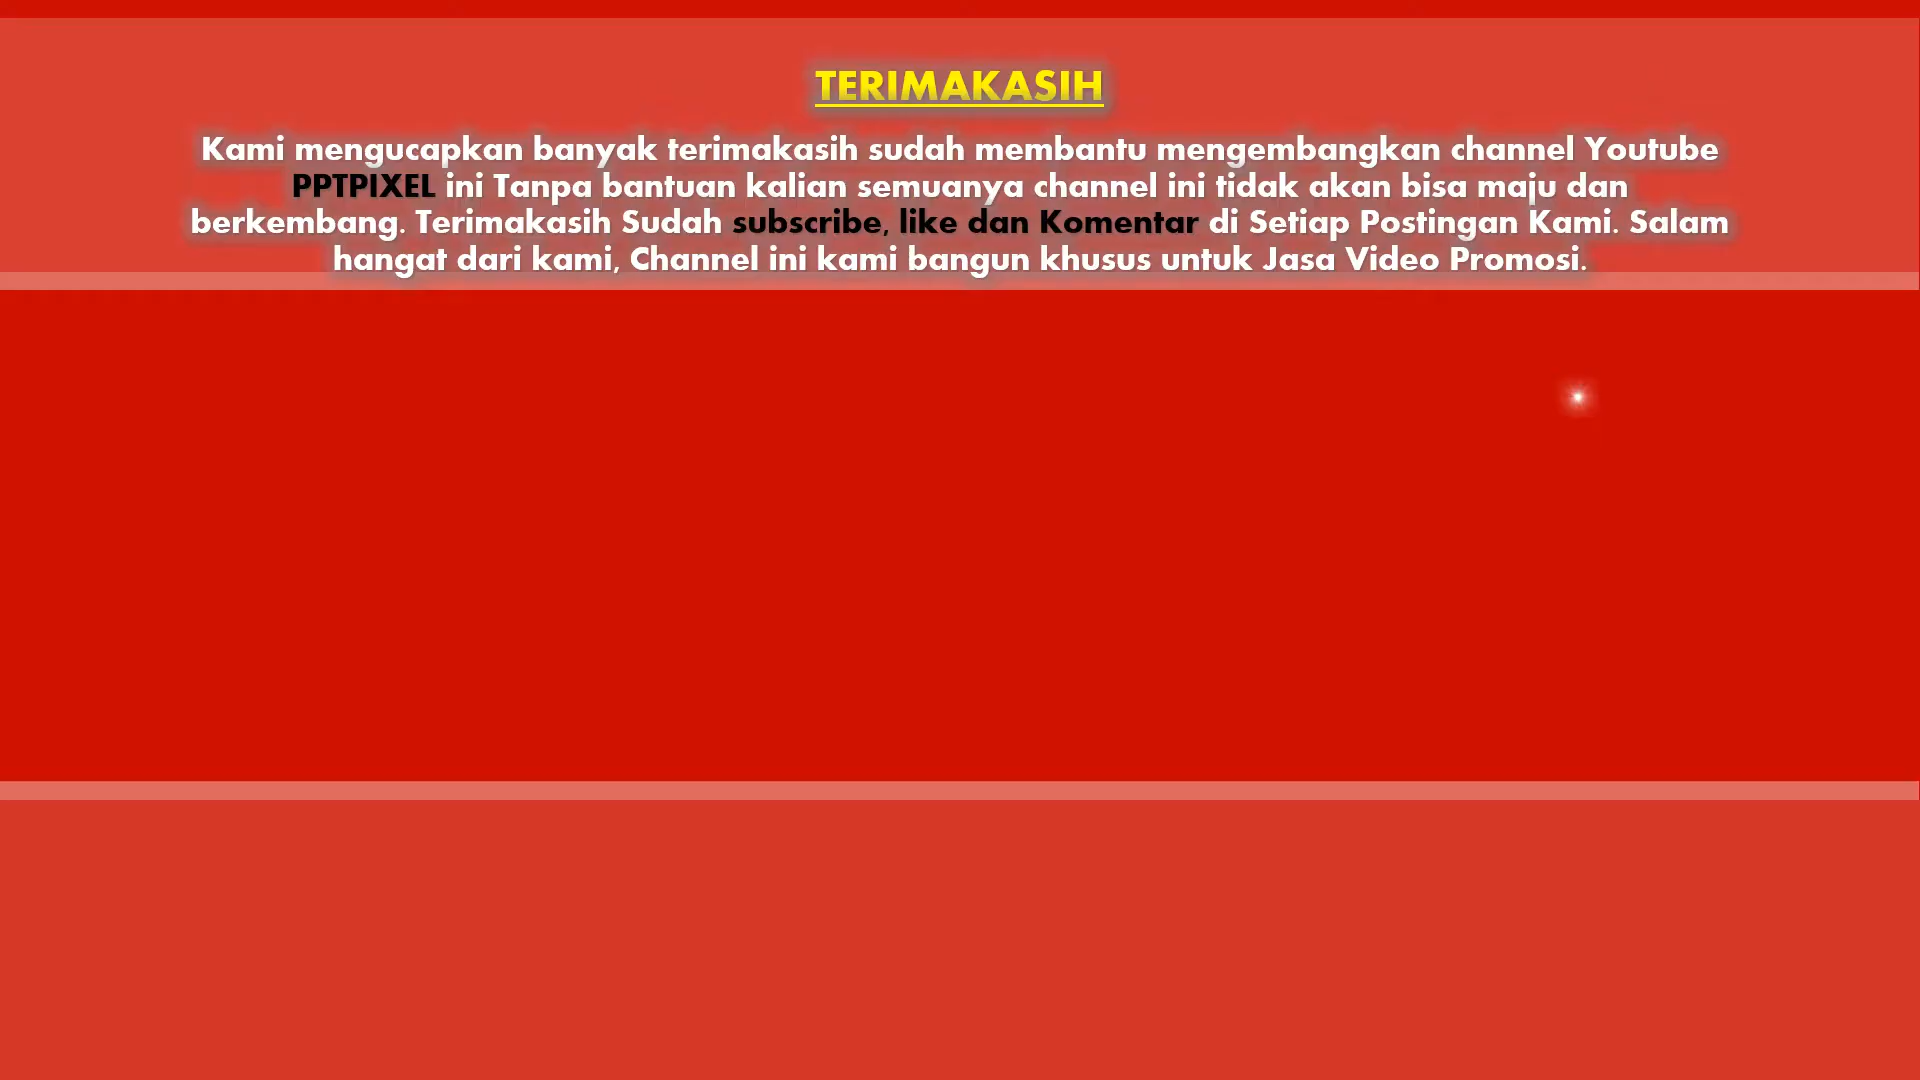 TERIMAKASIH
Kami mengucapkan banyak terimakasih sudah membantu mengembangkan channel Youtube
PPTPIXEL ini Tanpa bantuan kalian semuanya channel ini tidak akan bisa maju dan
berkembang. Terimakasih Sudah subscribe, like dan Komentar di Setiap Postingan Kami. Salam
hangat dari kami, Channel ini kami bangun khusus untuk Jasa Video Promosi.